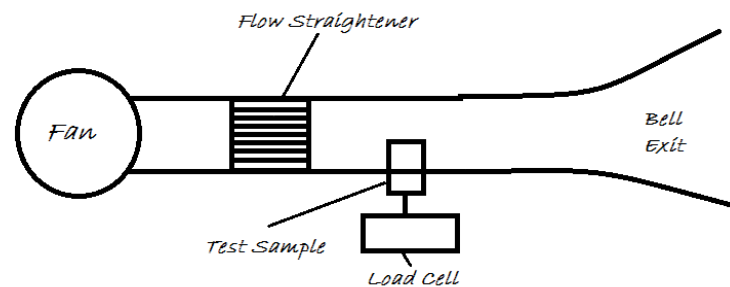 Flow Straightener
Fan
Bell
Exit
Test Sample
Load Cell